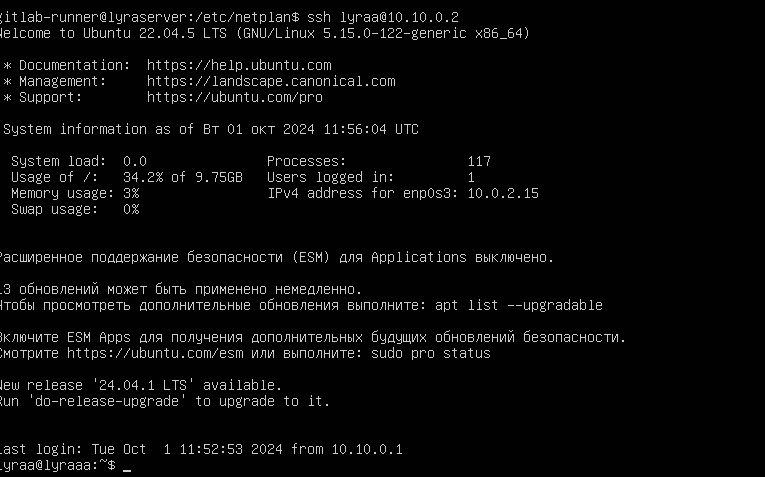 gitlab-runner@lyraserver:/etc/netplan$ ssh lyraa@10.10.0.2
Welcome to Ubuntu 22.04.5 LTS (GNU/Linux 5.15.0-122-generic x86_64)
* Documentation:  https://help.ubuntu.com
* Management:     https://landscape.canonical.com
* Support:        https://ubuntu.com/pro
System information as of Вт 01 окт 2024 11:56:04 UTC
System load:  0.0                Processes:               117
Usage of /:   34.2% of 9.75GB   Users logged in:         1
Memory usage: 3%                IPv4 address for enp0s3: 10.0.2.15
Swap usage:   0%
Расширенное поддержание безопасности (ESM) для Applications выключено.
13 обновлений может быть применено немедленно.
Чтобы просмотреть дополнительные обновления выполните: apt list --upgradable
Включите ESM Apps для получения дополнительных будущих обновлений безопасности.
Смотрите https://ubuntu.com/esm или выполните: sudo pro status
New release '24.04.1 LTS' available.
Run 'do-release-upgrade' to upgrade to it.
Last login: Tue Oct  1 11:52:53 2024 from 10.10.0.1
lyraa@lyraaa:~$ _